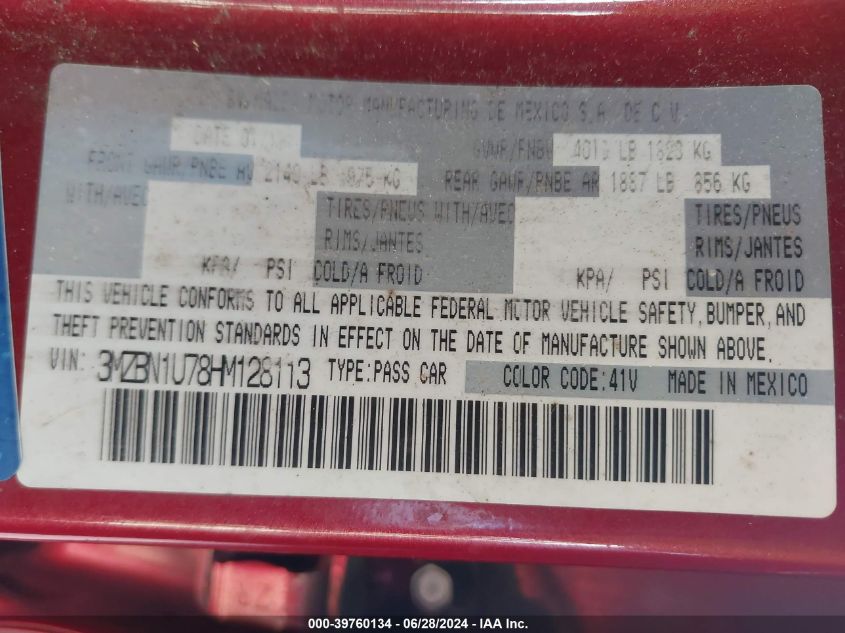 MOTOR MANUFACTURING DE MEXICO S.A. DE C.V.
DATE GVWR/PNBV LB KG
FRONT GAWR/PNBE AV LB KG REAR GAWR/PNBE AR 1887 LB 856 KG
WITH/AVEC TIRES/PNEUS WITH/AVEC TIRES/PNEUS
RIMS/JANTES RIMS/JANTES
KPA/ PSI COLD/A FROID KPA/ PSI COLD/A FROID
THIS VEHICLE CONFORMS TO ALL APPLICABLE FEDERAL MOTOR VEHICLE SAFETY, BUMPER, AND
THEFT PREVENTION STANDARDS IN EFFECT ON THE DATE OF MANUFACTURE SHOWN ABOVE.
VIN: 3MZBN1U78HM128113 TYPE:PASS CAR COLOR CODE:41V MADE IN MEXICO
000-39760134 - 06/28/2024 - IAA Inc.